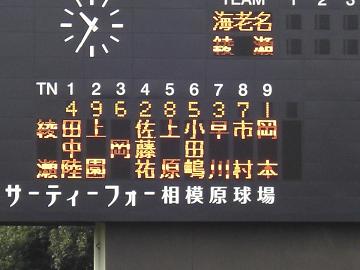 TEAM 1 2 3
海老名
綾瀬
TN 1 2 3 4 5 6 7 8 9
4 9 6 2 8 5 3 7 1
綾瀬
田中陸
上園
岡
佐藤祐
上原
小田嶋
早川
市村
岡本
サーティーフォー相模原球場